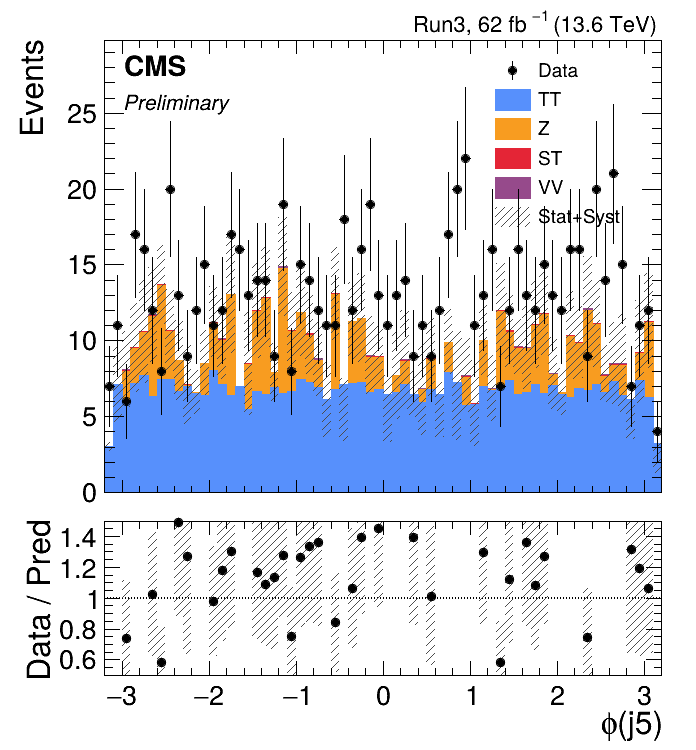 Run3, 62 fb⁻¹ (13.6 TeV)
CMS
Preliminary
Events
Data
TT
Z
ST
VV
Stat+Syst
25
20
15
10
5
0
Data / Pred
1.4
1.2
1
0.8
0.6
−3 −2 −1 0 1 2 3
ϕ(j5)